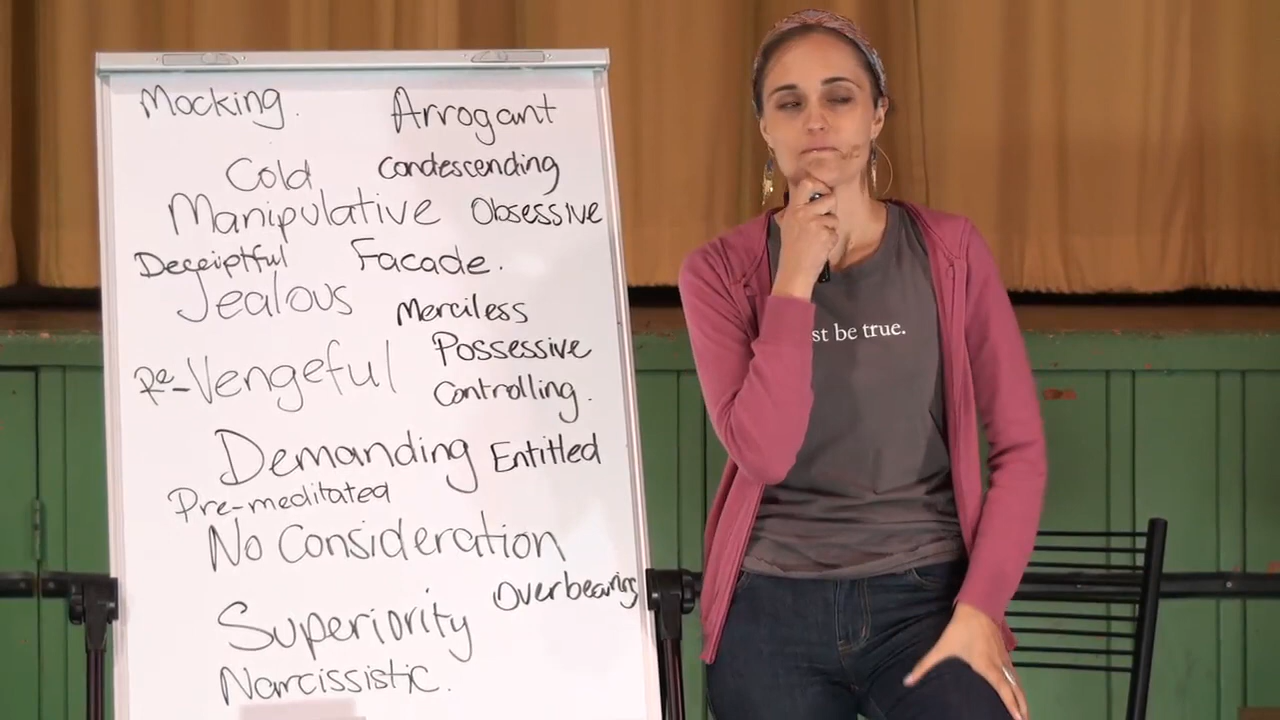 Mocking. Arrogant
Cold Condescending
Manipulative Obsessive
Deceiptful Facade.
Jealous Merciless
Possessive
Re-Vengeful
Controlling.
Demanding Entitled
Pre-meditated
No Consideration
Overbearing
Superiority
Narcissistic.
st be true.